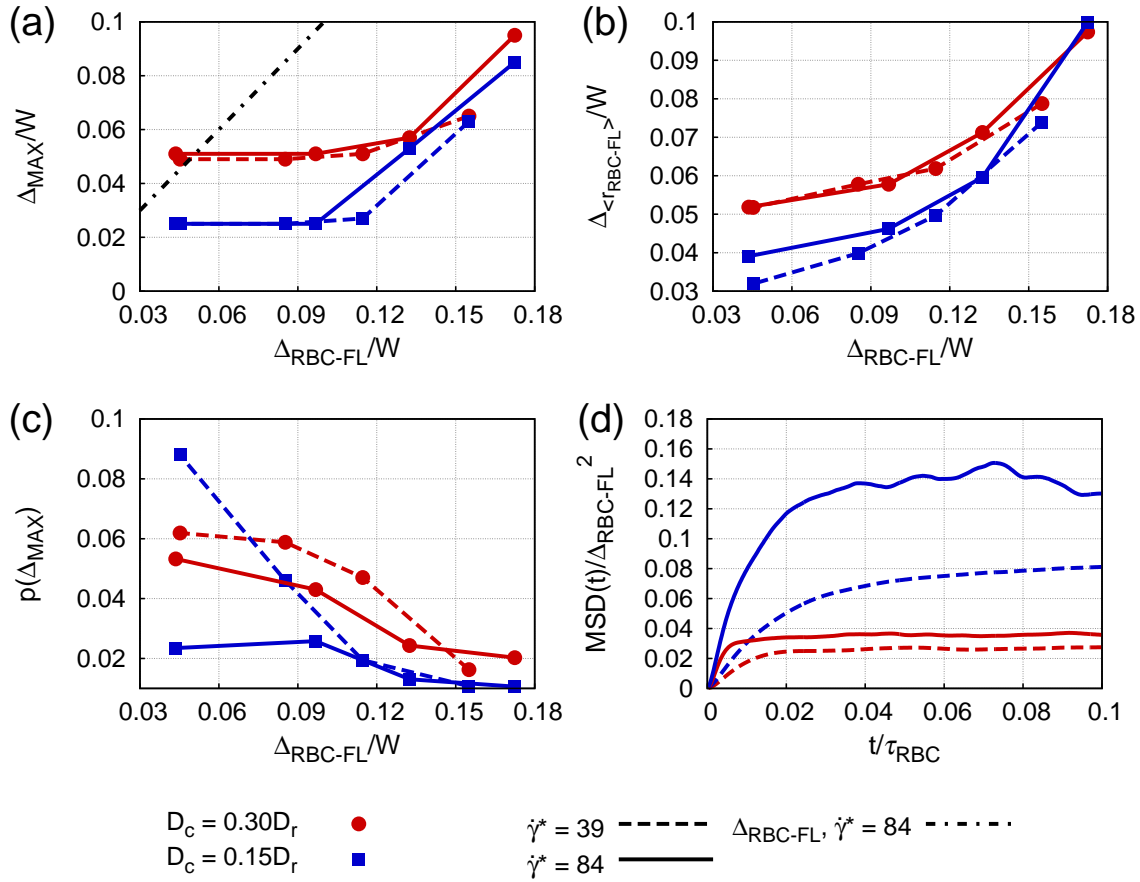 (a)
0.1
0.08
0.06
0.04
0.02
0
Δ_MAX/W
0.03 0.06 0.09 0.12 0.15 0.18
Δ_RBC-FL/W
(b)
0.1
0.09
0.08
0.07
0.06
0.05
0.04
0.03
Δ_<r_RBC-FL>/W
0.03 0.06 0.09 0.12 0.15 0.18
Δ_RBC-FL/W
(c)
0.1
0.08
0.06
0.04
0.02
p(Δ_MAX)
0.03 0.06 0.09 0.12 0.15 0.18
Δ_RBC-FL/W
(d)
0.18
0.16
0.14
0.12
0.1
0.08
0.06
0.04
0.02
0
MSD(t)/Δ_RBC-FL^2
0 0.02 0.04 0.06 0.08 0.1
t/τ_RBC
D_c = 0.30D_r
D_c = 0.15D_r
γ̇* = 39
γ̇* = 84
Δ_RBC-FL, γ̇* = 84